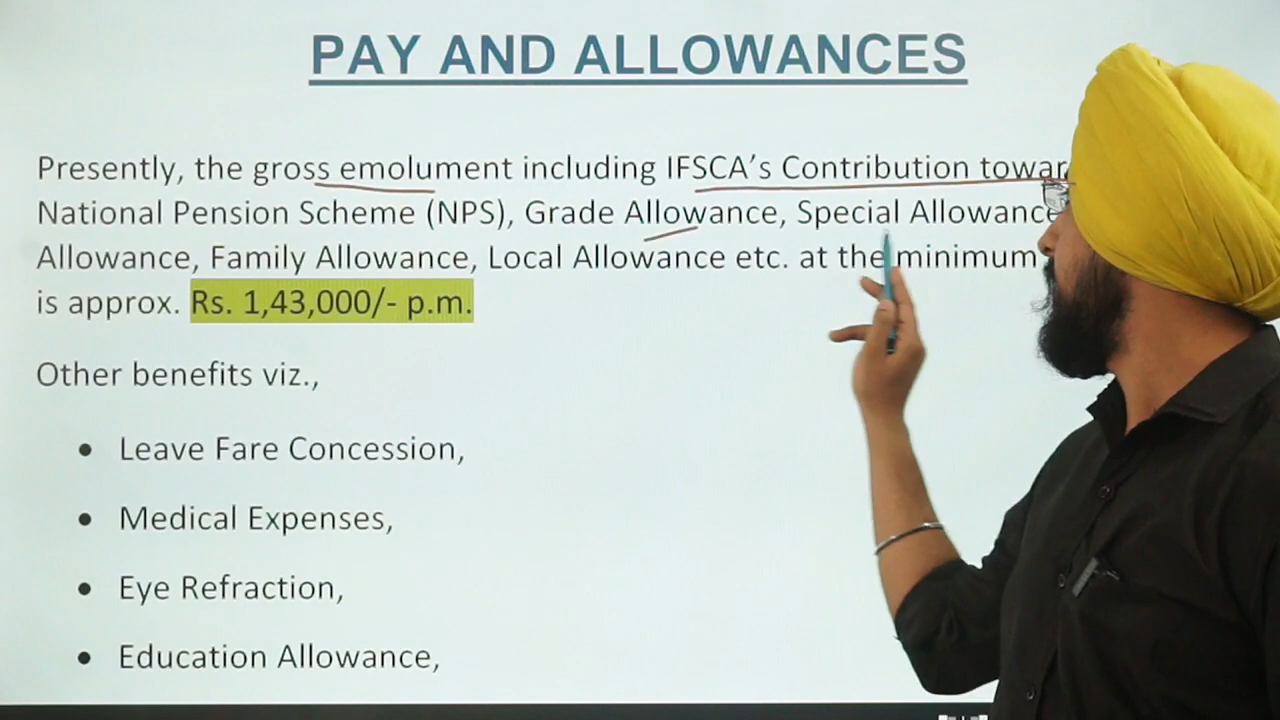 PAY AND ALLOWANCES
Presently, the gross emolument including IFSCA's Contribution
National Pension Scheme (NPS), Grade Allowance, Special Allowance
Allowance, Family Allowance, Local Allowance etc. at the minimum
is approx. Rs. 1,43,000/- p.m.
Other benefits viz.,
• Leave Fare Concession,
• Medical Expenses,
• Eye Refraction,
• Education Allowance,